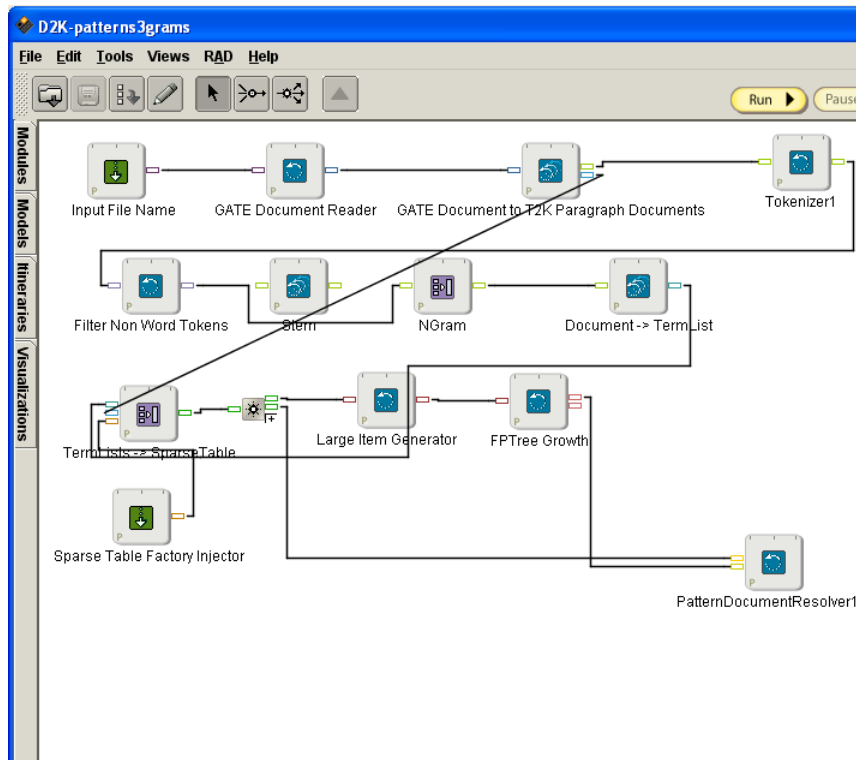 D2K-patterns3grams
File Edit Tools Views RAD Help
Run
Pause
Modules
Models
Itineraries
Visualizations
P P P P
Input File Name GATE Document Reader GATE Document to T2K Paragraph Documents Tokenizer1
P P P P
Filter Non Word Tokens Stem NGram Document -> TermList
P P P
TermLists -> SparseTable Large Item Generator FPTree Growth
P
Sparse Table Factory Injector
P
PatternDocumentResolver1